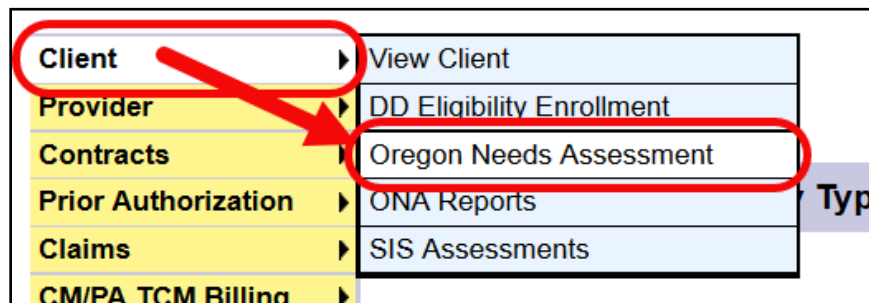 Client
View Client
Provider
DD Eligibility Enrollment
Contracts
Oregon Needs Assessment
Prior Authorization
ONA Reports
Typ
Claims
SIS Assessments
CM/PA TCM Billing